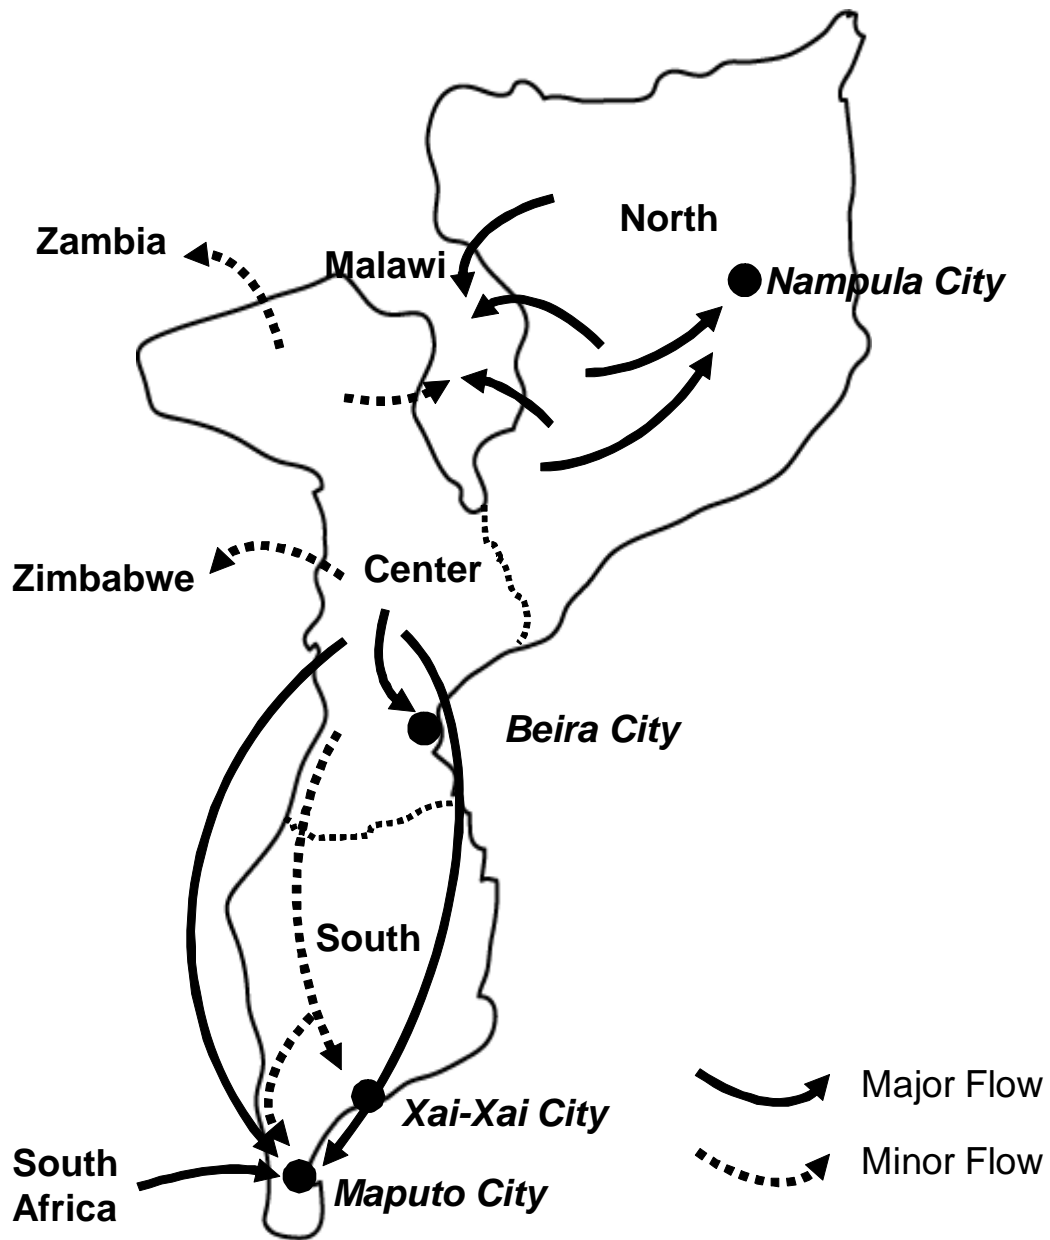 North
Zambia
Malawi
Nampula City
Center
Zimbabwe
Beira City
South
Major Flow
Xai-Xai City
Minor Flow
South
Africa
Maputo City